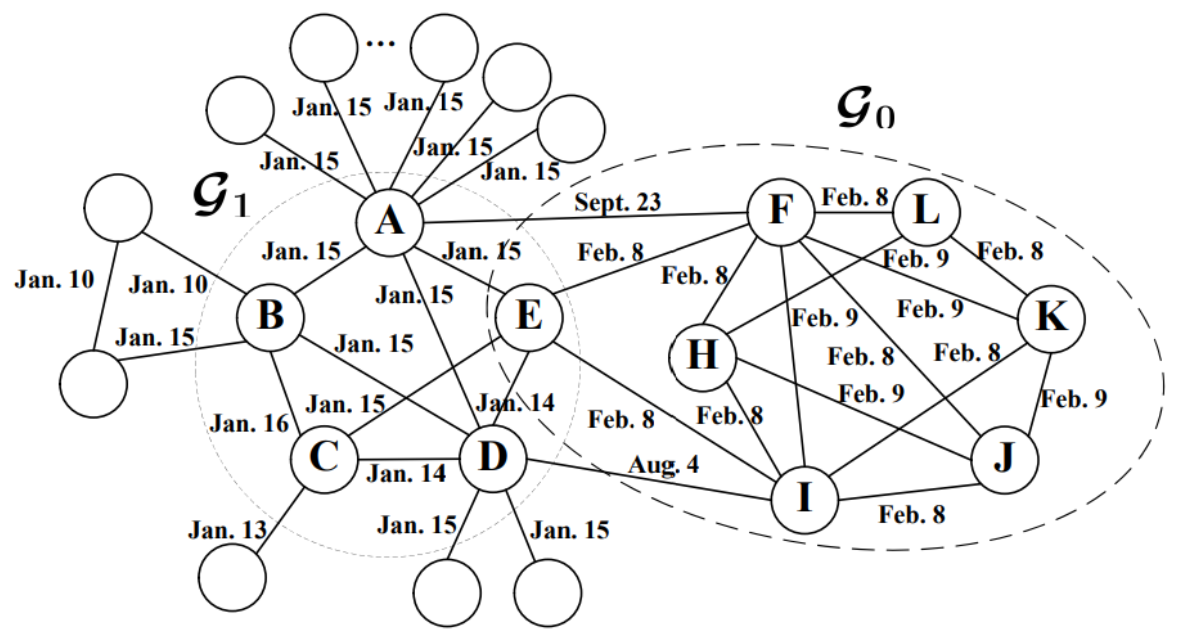 ...
Jan. 15
Jan. 15
Jan. 15
Jan. 15
Jan. 15
𝓖0
𝓖1
A
Sept. 23
F
Feb. 8
L
Jan. 15
Jan. 15
Feb. 8
Feb. 8
Feb. 9
Feb. 8
Jan. 10
Jan. 10
Jan. 15
B
E
Feb. 9
Feb. 9
K
Jan. 15
Jan. 15
H
Feb. 8
Feb. 8
Jan. 15
Jan. 14
Feb. 9
Feb. 9
Jan. 16
Feb. 8
Feb. 8
C
Jan. 14
D
Aug. 4
I
J
Feb. 8
Jan. 13
Jan. 15
Jan. 15